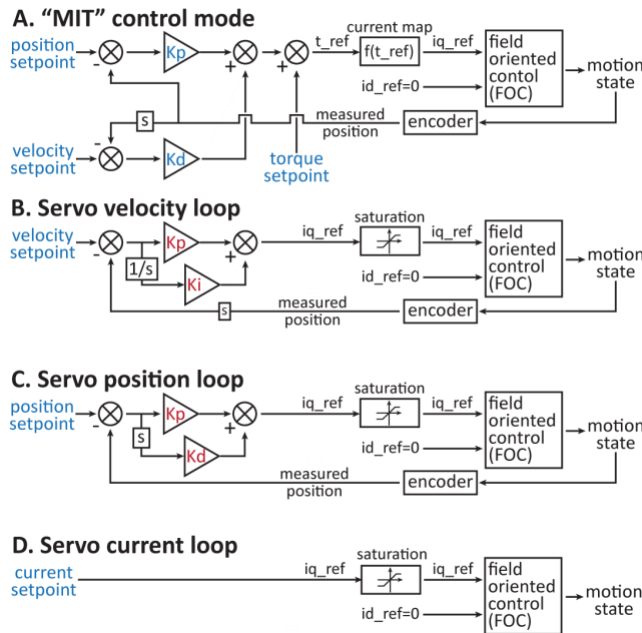 A. “MIT” control mode
position
setpoint
-
Kp
+
+
t_ref
current map
f(t_ref)
iq_ref
id_ref=0
field
oriented
contol
(FOC)
motion
state
s
measured
position
encoder
-
velocity
setpoint
Kd
torque
setpoint
B. Servo velocity loop
velocity
setpoint
-
Kp
1/s
Ki
+
iq_ref
saturation
iq_ref
id_ref=0
field
oriented
control
(FOC)
motion
state
s
measured
position
encoder
C. Servo position loop
position
setpoint
-
Kp
s
Kd
+
iq_ref
saturation
iq_ref
id_ref=0
field
oriented
control
(FOC)
motion
state
measured
position
encoder
D. Servo current loop
current
setpoint
iq_ref
saturation
iq_ref
id_ref=0
field
oriented
control
(FOC)
motion
state